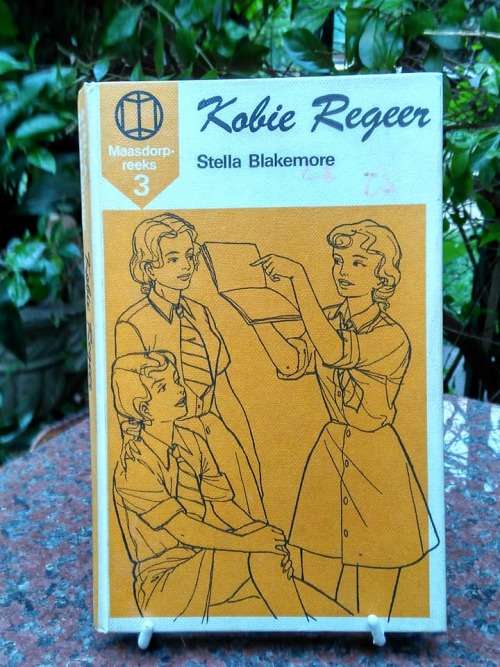 Kobie Regeer
Maasdorp-
reeks
3
Stella Blakemore